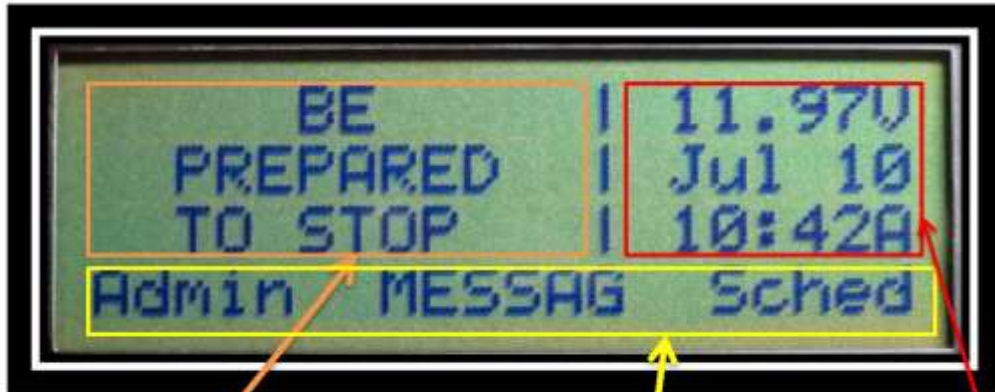 BE | 11.97V
PREPARED | Jul 10
TO STOP | 10:42A
Admin MESSAG Sched